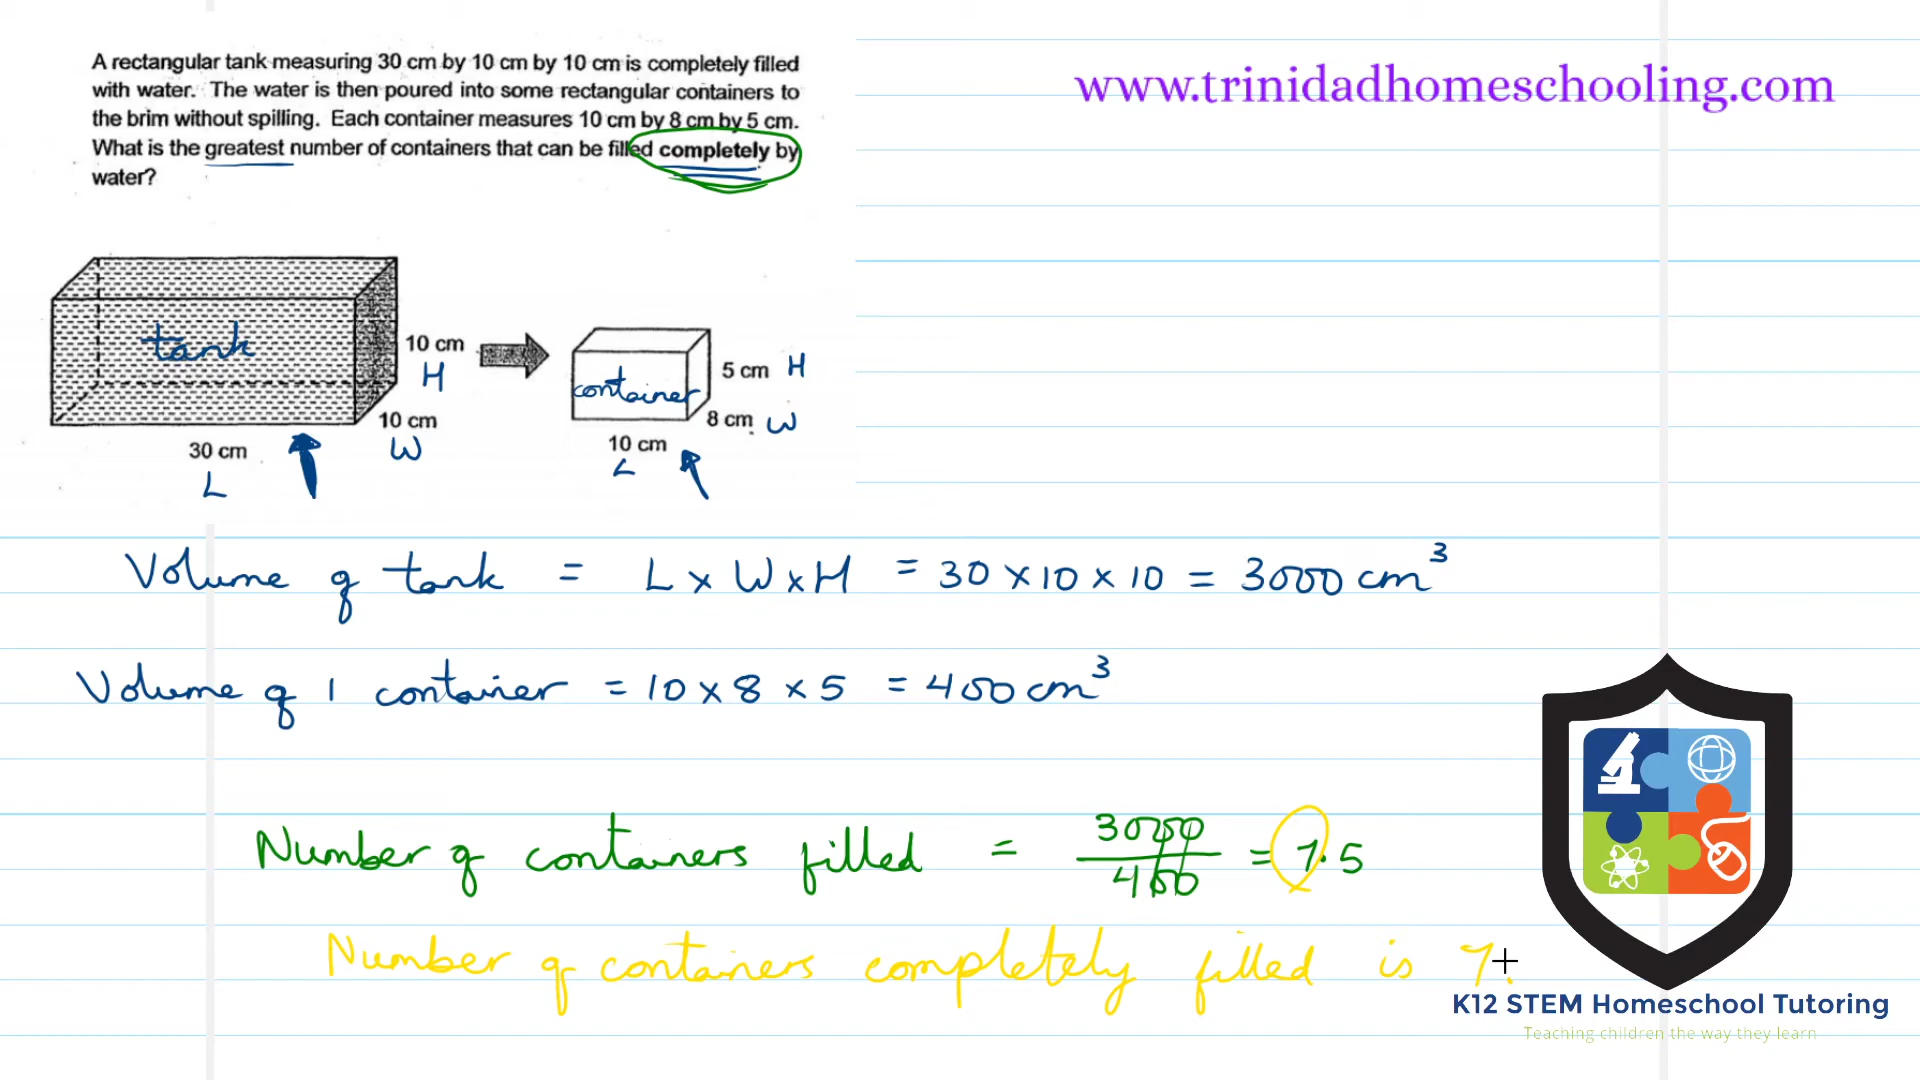 A rectangular tank measuring 30 cm by 10 cm by 10 cm is completely filled
with water. The water is then poured into some rectangular containers to
the brim without spilling. Each container measures 10 cm by 8 cm by 5 cm.
What is the greatest number of containers that can be filled completely by
water?
www.trinidadhomeschooling.com
tank
10 cm
H
10 cm
W
30 cm
L
container
5 cm H
8 cm W
10 cm
L
Volume of tank = L x W x H = 30 x 10 x 10 = 3000 cm³
Volume of 1 container = 10 x 8 x 5 = 400 cm³
Number of containers filled = 3000/400 = 7.5
Number of containers completely filled is 7.
K12 STEM Homeschool Tutoring
Teaching children the way they learn